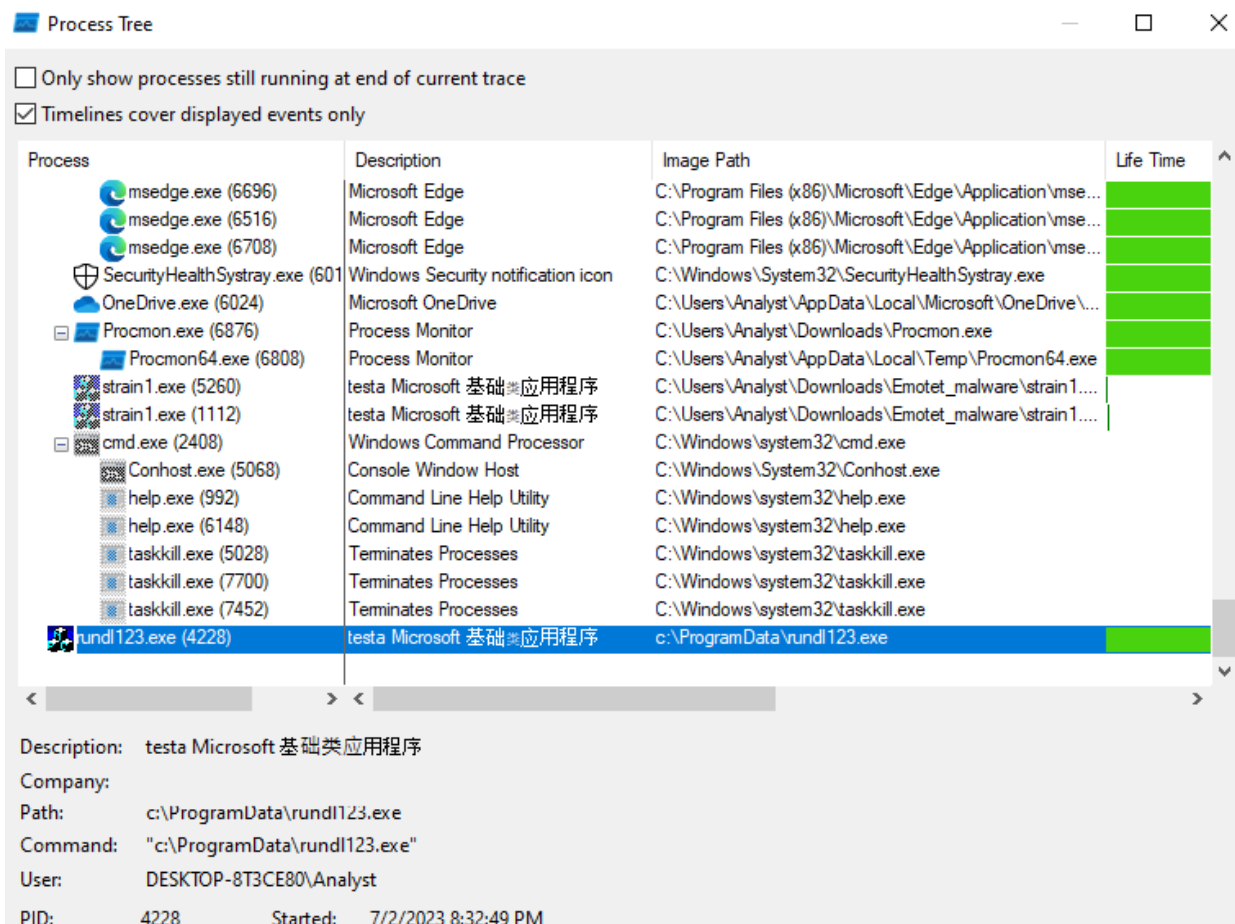 Process Tree
Only show processes still running at end of current trace
Timelines cover displayed events only
Process Description Image Path Life Time
msedge.exe (6696) Microsoft Edge C:\Program Files (x86)\Microsoft\Edge\Application\mse...
msedge.exe (6516) Microsoft Edge C:\Program Files (x86)\Microsoft\Edge\Application\mse...
msedge.exe (6708) Microsoft Edge C:\Program Files (x86)\Microsoft\Edge\Application\mse...
SecurityHealthSystray.exe (601 Windows Security notification icon C:\Windows\System32\SecurityHealthSystray.exe
OneDrive.exe (6024) Microsoft OneDrive C:\Users\Analyst\AppData\Local\Microsoft\OneDrive\...
Procmon.exe (6876) Process Monitor C:\Users\Analyst\Downloads\Procmon.exe
Procmon64.exe (6808) Process Monitor C:\Users\Analyst\AppData\Local\Temp\Procmon64.exe
strain1.exe (5260) testa Microsoft 基础类应用程序 C:\Users\Analyst\Downloads\Emotet_malware\strain1....
strain1.exe (1112) testa Microsoft 基础类应用程序 C:\Users\Analyst\Downloads\Emotet_malware\strain1....
cmd.exe (2408) Windows Command Processor C:\Windows\system32\cmd.exe
Conhost.exe (5068) Console Window Host C:\Windows\System32\Conhost.exe
help.exe (992) Command Line Help Utility C:\Windows\system32\help.exe
help.exe (6148) Command Line Help Utility C:\Windows\system32\help.exe
taskkill.exe (5028) Terminates Processes C:\Windows\system32\taskkill.exe
taskkill.exe (7700) Terminates Processes C:\Windows\system32\taskkill.exe
taskkill.exe (7452) Terminates Processes C:\Windows\system32\taskkill.exe
rundl123.exe (4228) testa Microsoft 基础类应用程序 c:\ProgramData\rundl123.exe
Description: testa Microsoft 基础类应用程序
Company:
Path: c:\ProgramData\rundl123.exe
Command: "c:\ProgramData\rundl123.exe"
User: DESKTOP-8T3CE80\Analyst
PID: 4228 Started: 7/2/2023 8:32:49 PM